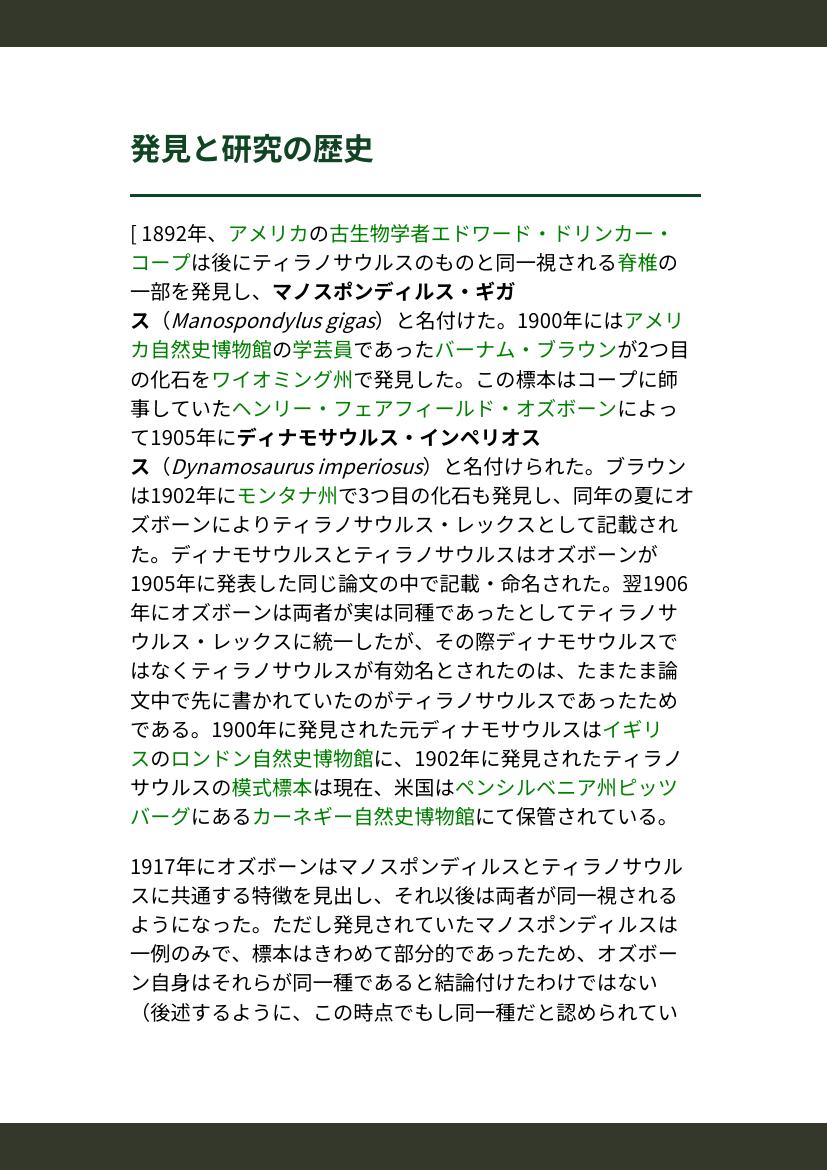 発見と研究の歴史
[ 1892年、アメリカの古生物学者エドワード・ドリンカー・
コープは後にティラノサウルスのものと同一視される脊椎の
一部を発見し、マノスポンディルス・ギガ
ス（Manospondylus gigas）と名付けた。1900年にはアメリ
カ自然史博物館の学芸員であったバーナム・ブラウンが2つ目
の化石をワイオミング州で発見した。この標本はコープに師
事していたヘンリー・フェアフィールド・オズボーンによっ
て1905年にディナモサウルス・インペリオス
ス（Dynamosaurus imperiosus）と名付けられた。ブラウン
は1902年にモンタナ州で3つ目の化石も発見し、同年の夏にオ
ズボーンによりティラノサウルス・レックスとして記載され
た。ディナモサウルスとティラノサウルスはオズボーンが
1905年に発表した同じ論文の中で記載・命名された。翌1906
年にオズボーンは両者が実は同種であったとしてティラノサ
ウルス・レックスに統一したが、その際ディナモサウルスで
はなくティラノサウルスが有効名とされたのは、たまたま論
文中で先に書かれていたのがティラノサウルスであったため
である。1900年に発見された元ディナモサウルスはイギリ
スのロンドン自然史博物館に、1902年に発見されたティラノ
サウルスの模式標本は現在、米国はペンシルベニア州ピッツ
バーグにあるカーネギー自然史博物館にて保管されている。
1917年にオズボーンはマノスポンディルスとティラノサウル
スに共通する特徴を見出し、それ以後は両者が同一視される
ようになった。ただし発見されていたマノスポンディルスは
一例のみで、標本はきわめて部分的であったため、オズボー
ン自身はそれらが同一種であると結論付けたわけではない
（後述するように、この時点でもし同一種だと認められてい